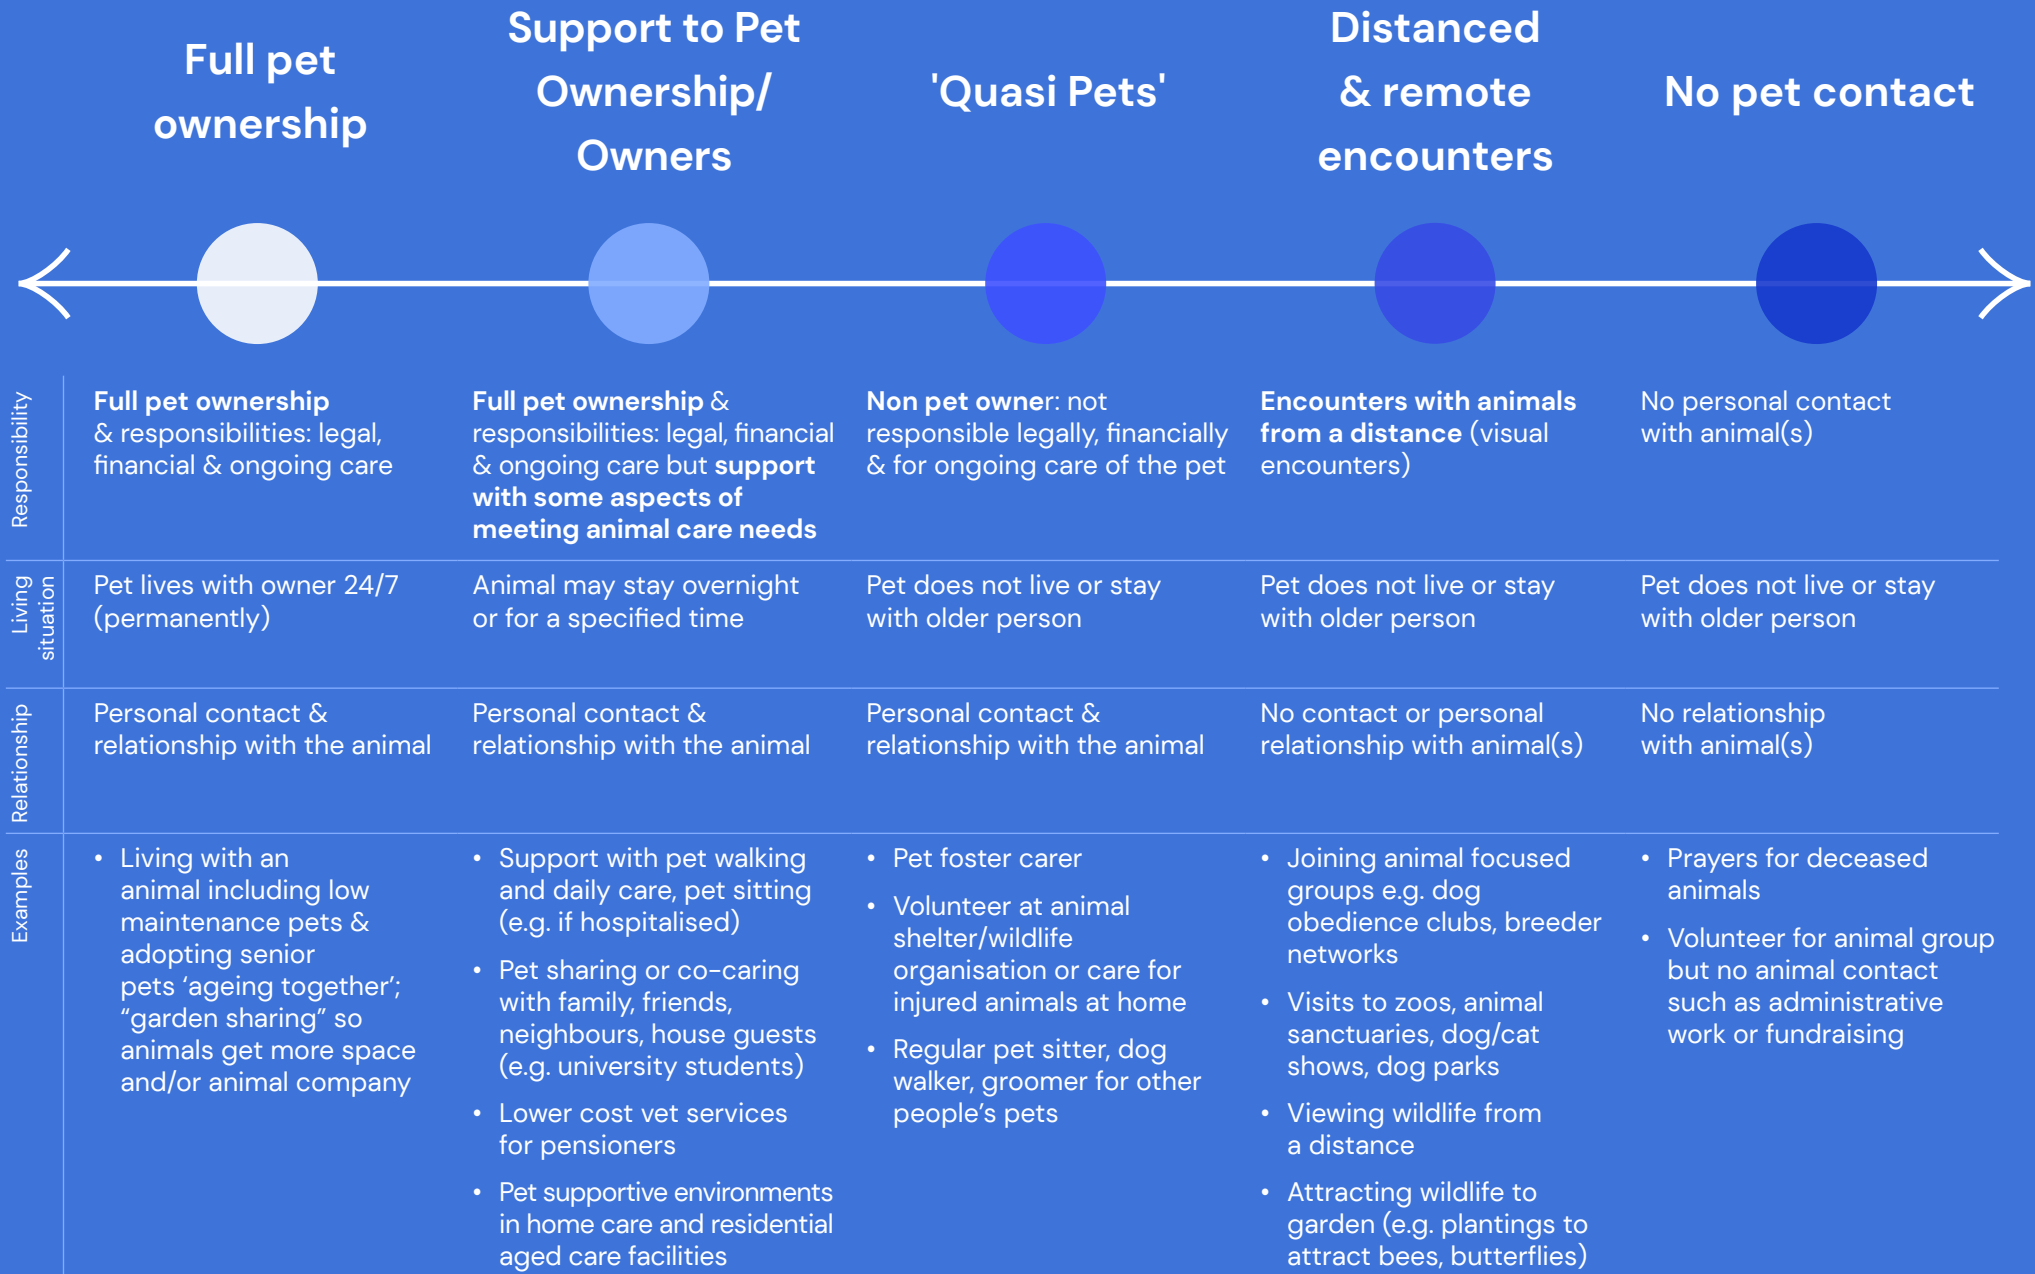 Full pet
ownership
Support to Pet
Ownership/
Owners
'Quasi Pets'
Distanced
& remote
encounters
No pet contact
Responsibility
Full pet ownership
& responsibilities: legal,
financial & ongoing care
Full pet ownership &
responsibilities: legal, financial
& ongoing care but support
with some aspects of
meeting animal care needs
Non pet owner: not
responsible legally, financially
& for ongoing care of the pet
Encounters with animals
from a distance (visual
encounters)
No personal contact
with animal(s)
Living
situation
Pet lives with owner 24/7
(permanently)
Animal may stay overnight
or for a specified time
Pet does not live or stay
with older person
Pet does not live or stay
with older person
Pet does not live or stay
with older person
Relationship
Personal contact &
relationship with the animal
Personal contact &
relationship with the animal
Personal contact &
relationship with the animal
No contact or personal
relationship with animal(s)
No relationship
with animal(s)
Examples
• Living with an
animal including low
maintenance pets &
adopting senior
pets ‘ageing together’;
“garden sharing” so
animals get more space
and/or animal company
• Support with pet walking
and daily care, pet sitting
(e.g. if hospitalised)
• Pet sharing or co-caring
with family, friends,
neighbours, house guests
(e.g. university students)
• Lower cost vet services
for pensioners
• Pet supportive environments
in home care and residential
aged care facilities
• Pet foster carer
• Volunteer at animal
shelter/wildlife
organisation or care for
injured animals at home
• Regular pet sitter, dog
walker, groomer for other
people’s pets
• Joining animal focused
groups e.g. dog
obedience clubs, breeder
networks
• Visits to zoos, animal
sanctuaries, dog/cat
shows, dog parks
• Viewing wildlife from
a distance
• Attracting wildlife to
garden (e.g. plantings to
attract bees, butterflies)
• Prayers for deceased
animals
• Volunteer for animal group
but no animal contact
such as administrative
work or fundraising